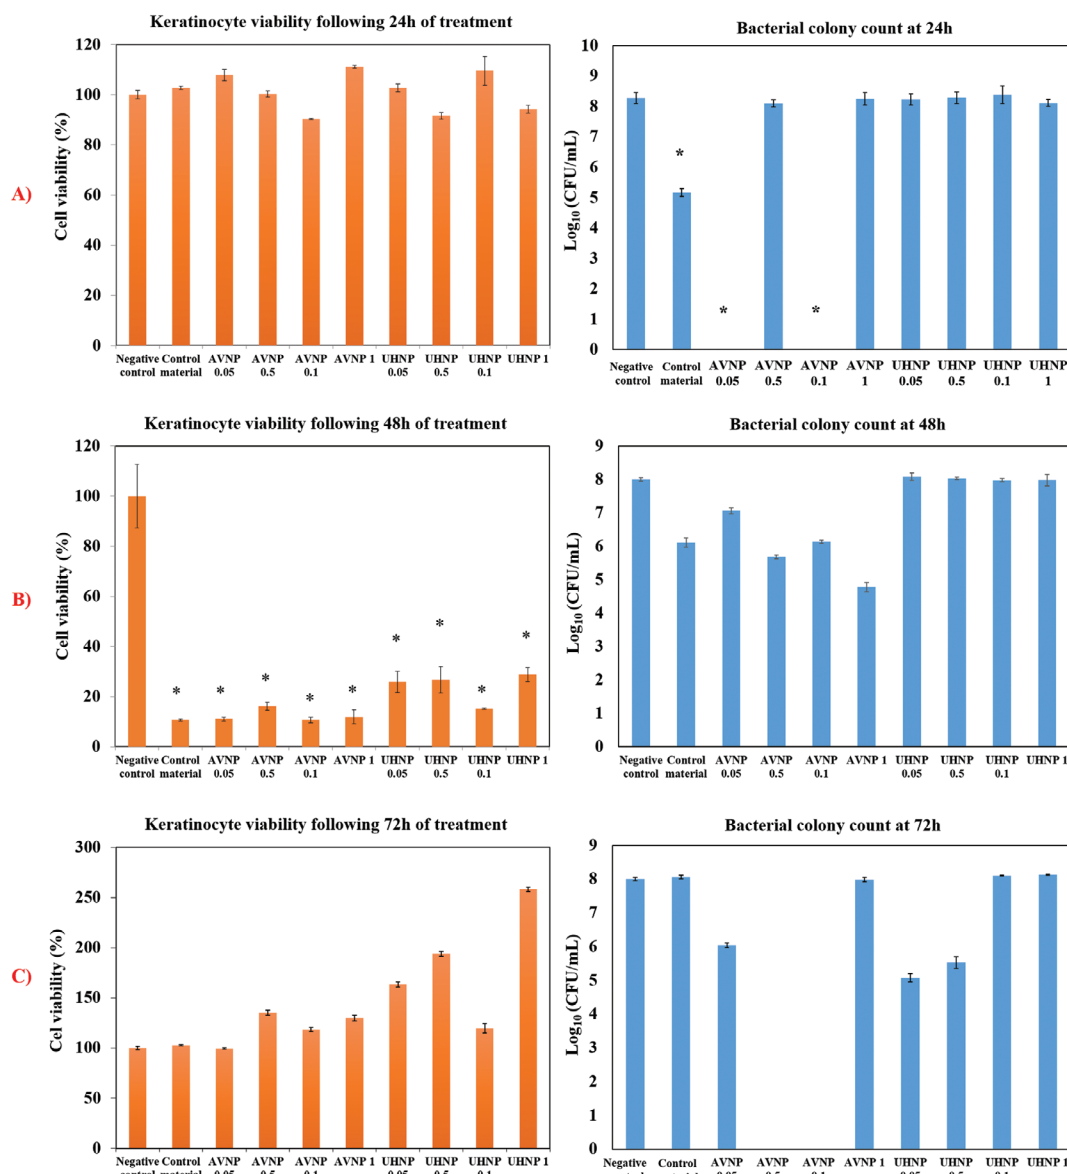 Keratinocyte viability following 24h of treatment
120
100
80
60
40
20
0
Cell viability (%)
Negative control
Control material
AVNP 0.05
AVNP 0.5
AVNP 0.1
AVNP 1
UHNP 0.05
UHNP 0.5
UHNP 0.1
UHNP 1
A)
Bacterial colony count at 24h
10
9
8
7
6
5
4
3
2
1
0
Log10 (CFU/mL)
*
*
*
Negative control
Control material
AVNP 0.05
AVNP 0.5
AVNP 0.1
AVNP 1
UHNP 0.05
UHNP 0.5
UHNP 0.1
UHNP 1
Keratinocyte viability following 48h of treatment
120
100
80
60
40
20
0
Cell viability (%)
* * * * * * * * *
Negative control
Control material
AVNP 0.05
AVNP 0.5
AVNP 0.1
AVNP 1
UHNP 0.05
UHNP 0.5
UHNP 0.1
UHNP 1
B)
Bacterial colony count at 48h
9
8
7
6
5
4
3
2
1
0
Log10 (CFU/mL)
Negative control
Control material
AVNP 0.05
AVNP 0.5
AVNP 0.1
AVNP 1
UHNP 0.05
UHNP 0.5
UHNP 0.1
UHNP 1
Keratinocyte viability following 72h of treatment
300
250
200
150
100
50
0
Cel viability (%)
Negative
Control
AVNP
AVNP
AVNP
AVNP 1
UHNP
UHNP
UHNP
UHNP 1
C)
Bacterial colony count at 72h
9
8
7
6
5
4
3
2
1
0
Log10 (CFU/mL)
Negative
Control
AVNP
AVNP
AVNP
AVNP 1
UHNP
UHNP
UHNP
UHNP 1